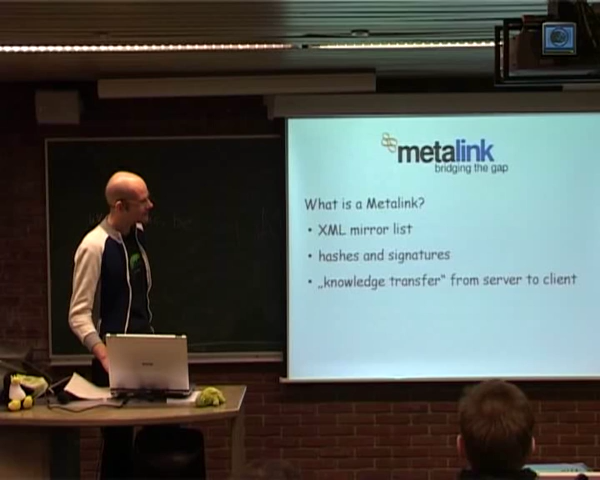 metalink
bridging the gap
What is a Metalink?
• XML mirror list
• hashes and signatures
• „knowledge transfer“ from server to client